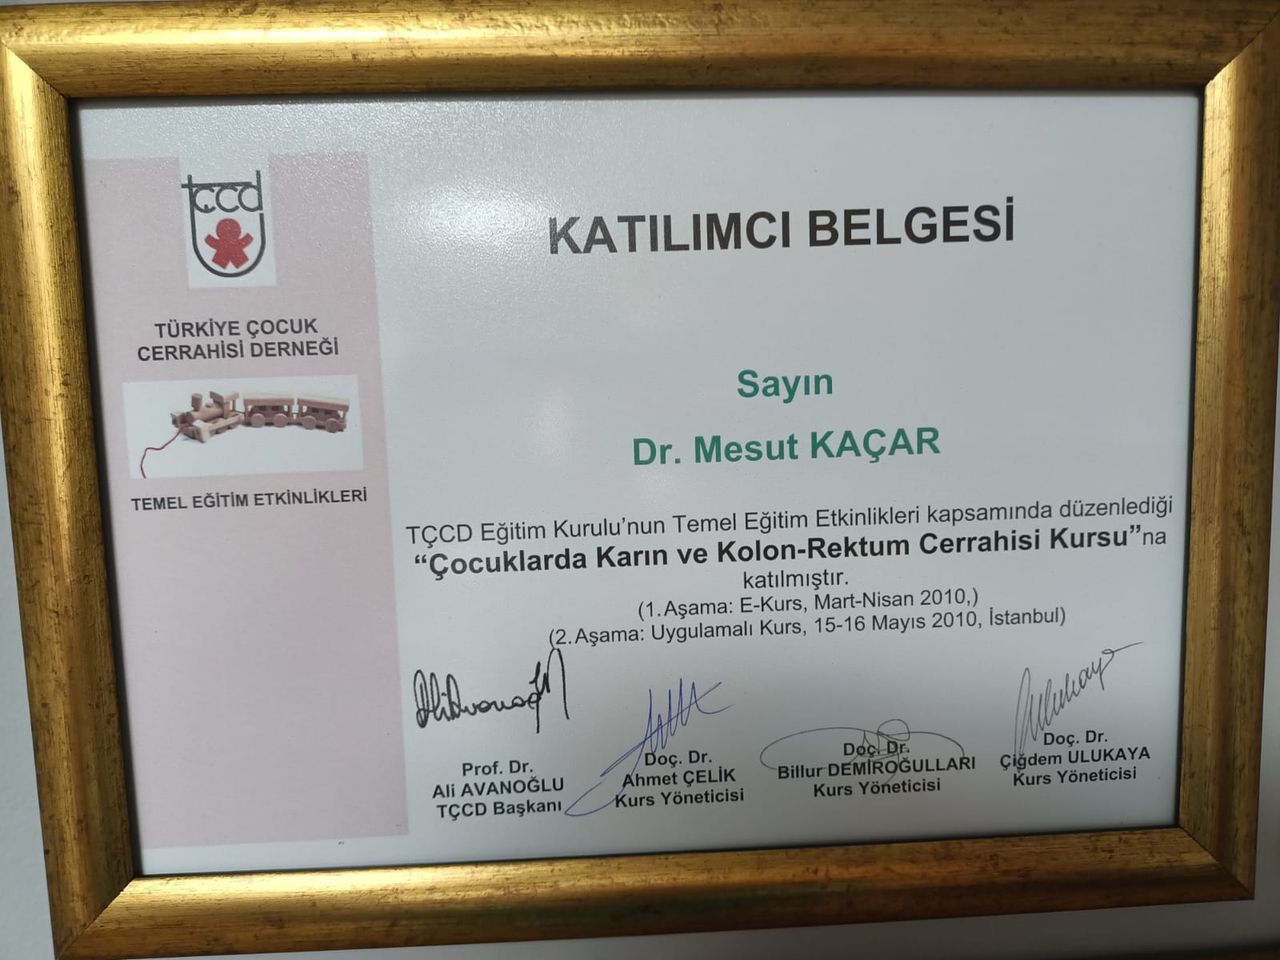 tccd
TÜRKİYE ÇOCUK
CERRAHİSİ DERNEĞİ
TEMEL EĞİTİM ETKİNLİKLERİ
KATILIMCI BELGESİ
Sayın
Dr. Mesut KAÇAR
TÇCD Eğitim Kurulu’nun Temel Eğitim Etkinlikleri kapsamında düzenlediği
“Çocuklarda Karın ve Kolon-Rektum Cerrahisi Kursu”na
katılmıştır.
(1.Aşama: E-Kurs, Mart-Nisan 2010,)
(2.Aşama: Uygulamalı Kurs, 15-16 Mayıs 2010, İstanbul)
Prof. Dr.
Ali AVANOĞLU
TÇCD Başkanı
Doç. Dr.
Ahmet ÇELİK
Kurs Yöneticisi
Doç. Dr.
Billur DEMİROĞULLARI
Kurs Yöneticisi
Doç. Dr.
Çiğdem ULUKAYA
Kurs Yöneticisi